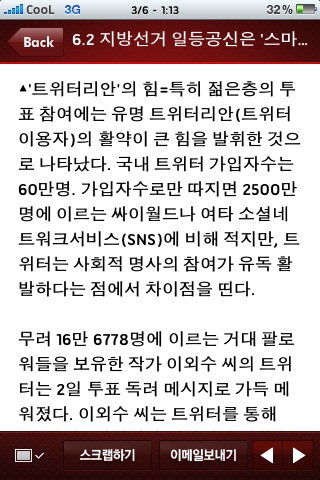 CooL 3G 3/6 - 1:13 32%
Back 6.2 지방선거 일등공신은 '스마...
▲'트위터리안'의 힘=특히 젊은층의 투
표 참여에는 유명 트위터리안(트위터
이용자)의 활약이 큰 힘을 발휘한 것으
로 나타났다. 국내 트위터 가입자수는
60만명. 가입자수로만 따지면 2500만
명에 이르는 싸이월드나 여타 소셜네
트워크서비스(SNS)에 비해 적지만, 트
위터는 사회적 명사의 참여가 유독 활
발하다는 점에서 차이점을 띤다.
무려 16만 6778명에 이르는 거대 팔로
워들을 보유한 작가 이외수 씨의 트위
터는 2일 투표 독려 메시지로 가득 메
워졌다. 이외수 씨는 트위터를 통해
스크랩하기 이메일보내기